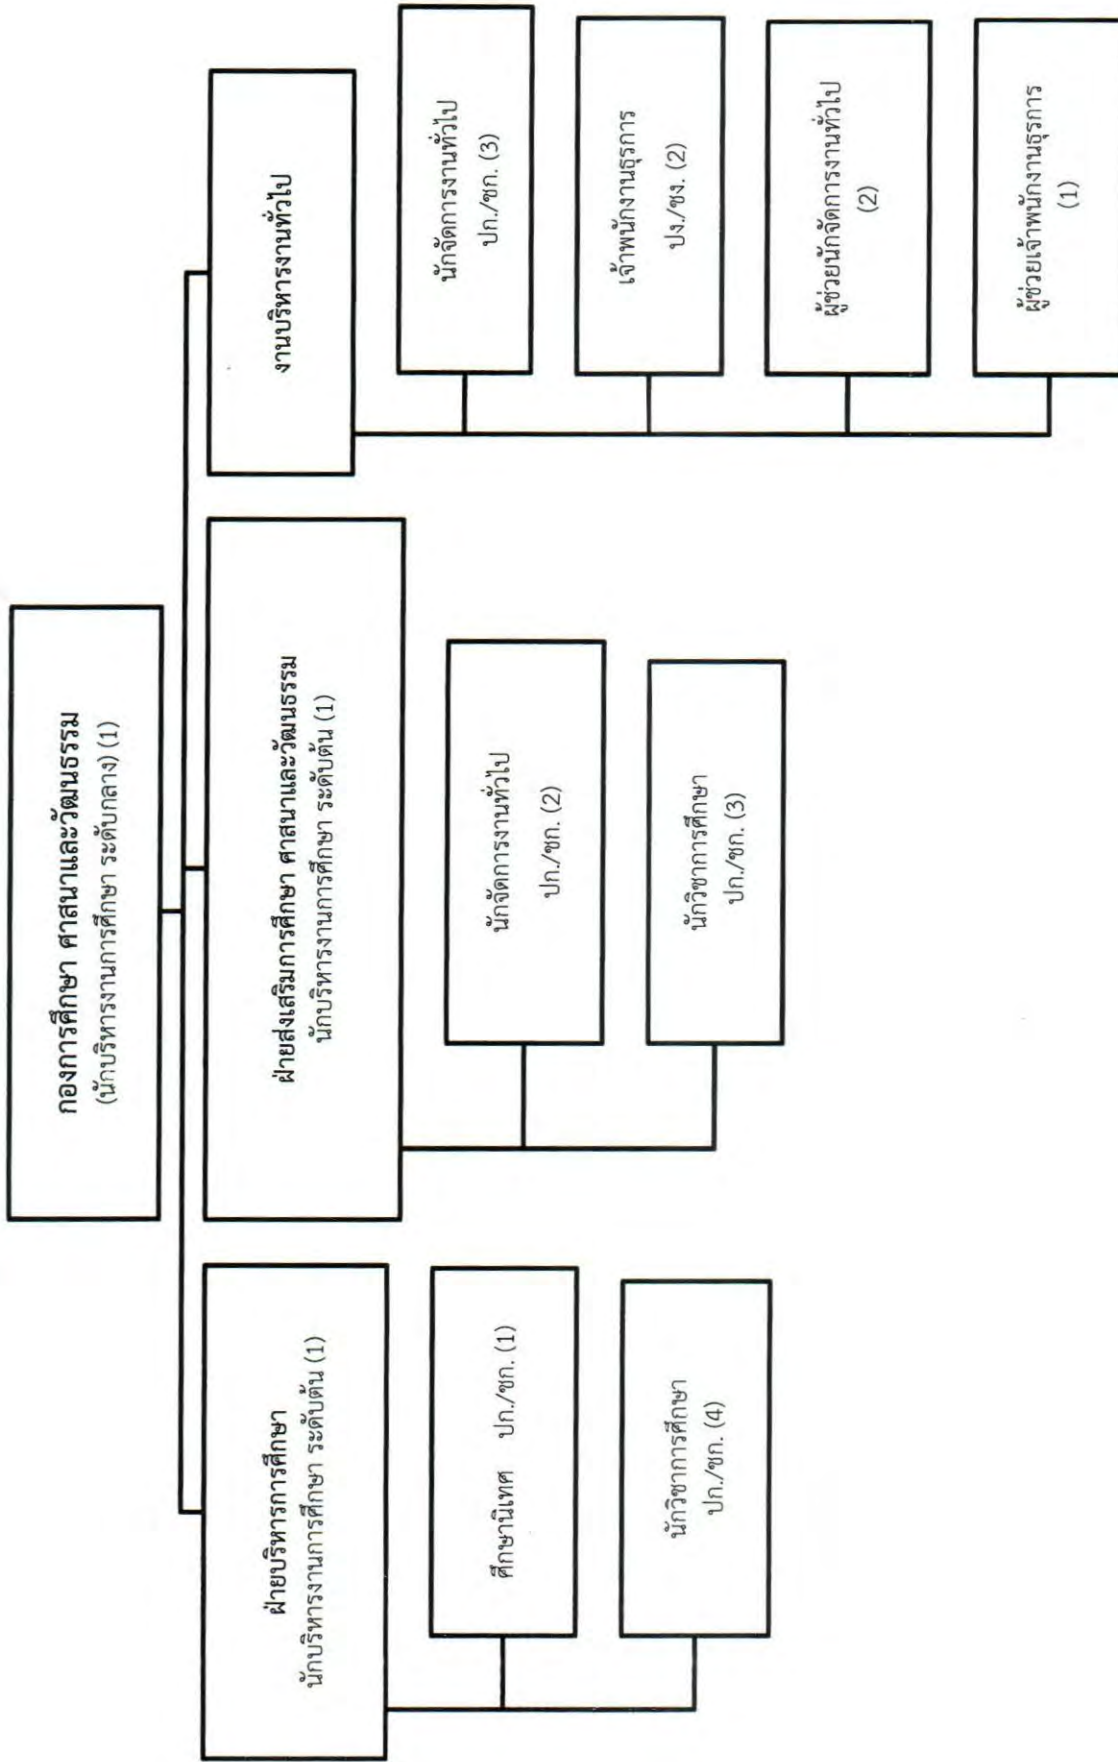 กองการศึกษา ศาสนาและวัฒนธรรม
(นักบริหารงานการศึกษา ระดับกลาง) (1)
ฝ่ายบริหารการศึกษา
นักบริหารงานการศึกษา ระดับต้น (1)
ศึกษานิเทศ ปก./ชก. (1)
นักวิชาการศึกษา
ปก./ชก. (4)
ฝ่ายส่งเสริมการศึกษา ศาสนาและวัฒนธรรม
นักบริหารงานการศึกษา ระดับต้น (1)
นักจัดการงานทั่วไป
ปก./ชก. (2)
นักวิชาการศึกษา
ปก./ชก. (3)
งานบริหารงานทั่วไป
นักจัดการงานทั่วไป
ปก./ชก. (3)
เจ้าพนักงานธุรการ
ปง./ชง. (2)
ผู้ช่วยนักจัดการงานทั่วไป
(2)
ผู้ช่วยเจ้าพนักงานธุรการ
(1)